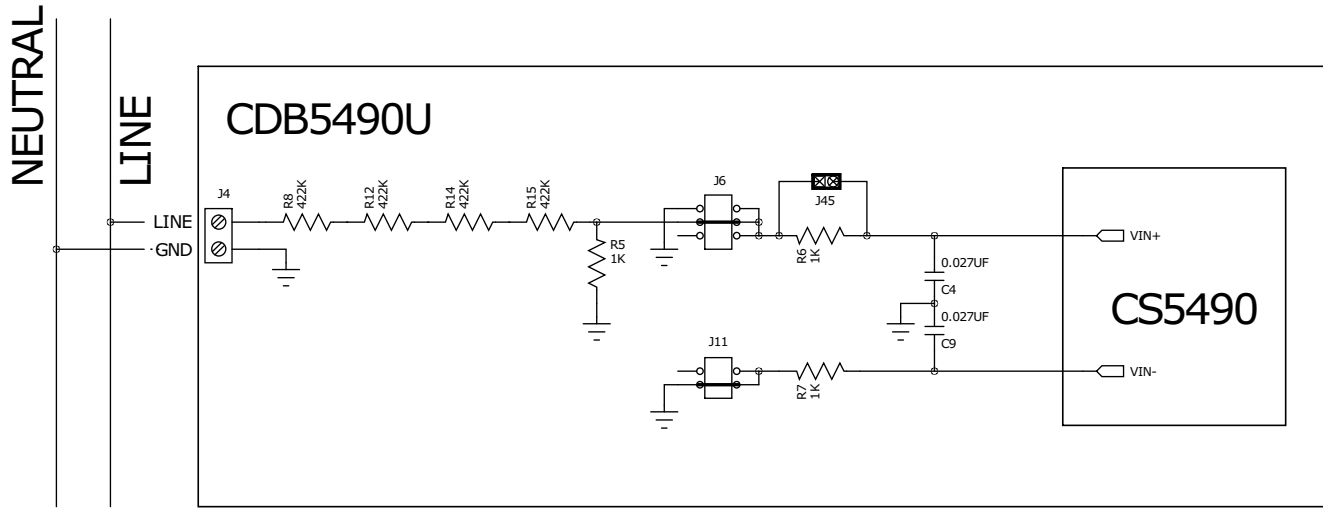 NEUTRAL
LINE
CDB5490U
J4
LINE
GND
R8
422K
R12
422K
R14
422K
R15
422K
R5
1K
J6
J45
R6
1K
0.027UF
C4
0.027UF
C9
J11
R7
1K
VIN+
CS5490
VIN-